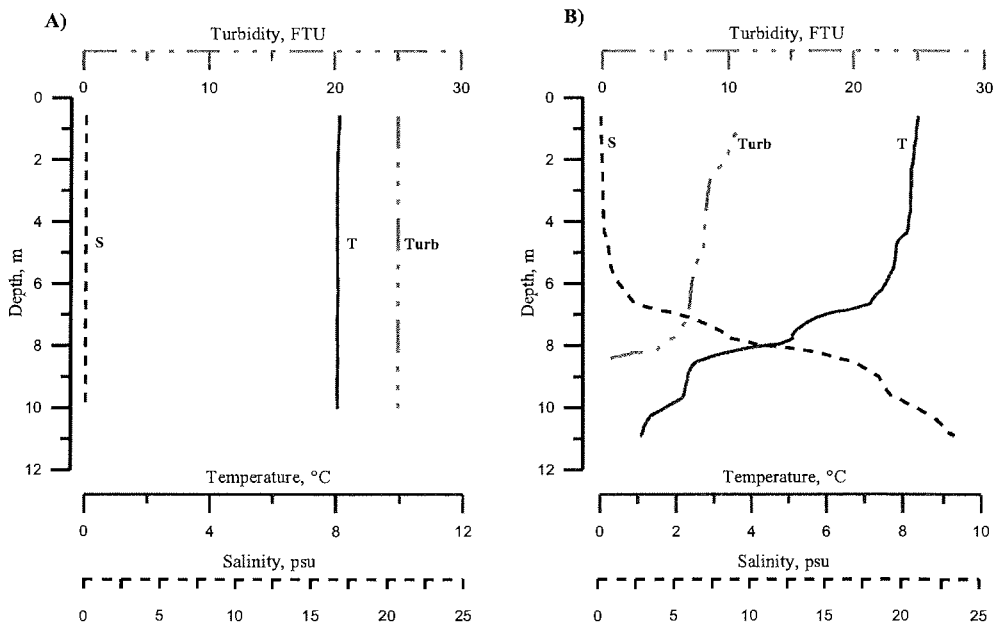 A)
B)
Turbidity, FTU
Turbidity, FTU
0 10 20 30
0 10 20 30
0
2
4
6
8
10
12
Depth, m
S
T
Turb
0
2
4
6
8
10
12
Depth, m
S
Turb
T
Temperature, °C
Temperature, °C
0 4 8 12
0 2 4 6 8 10
Salinity, psu
Salinity, psu
0 5 10 15 20 25
0 5 10 15 20 25